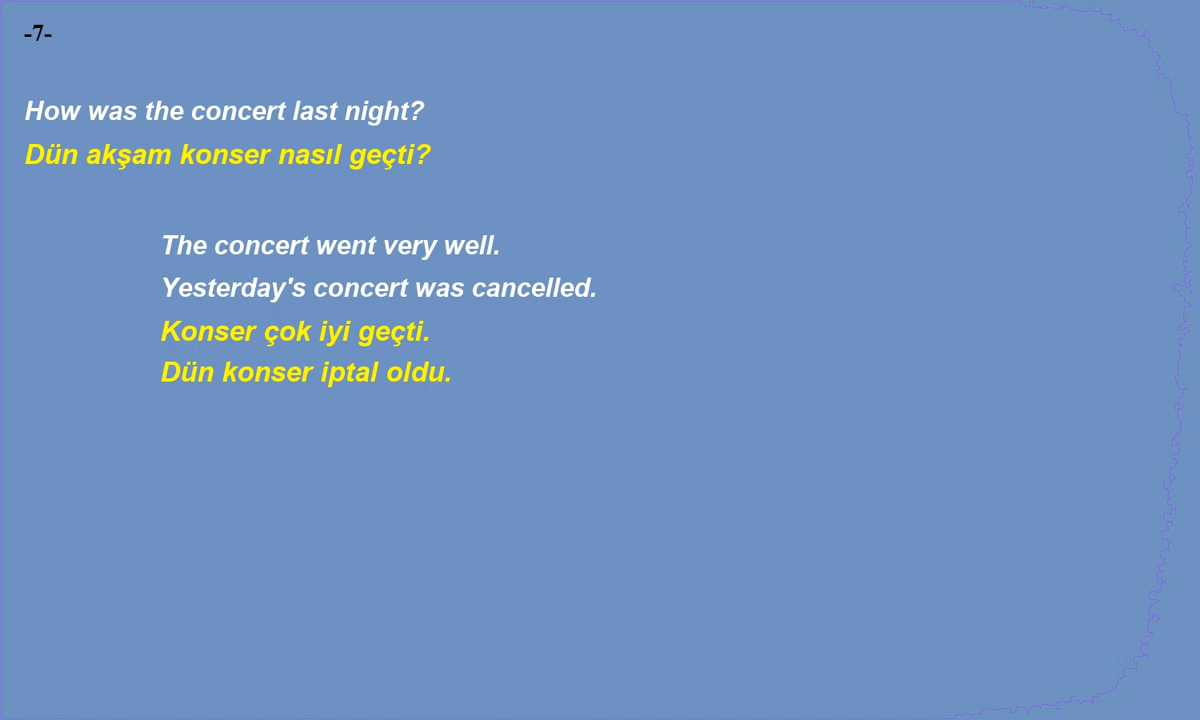 -7-
How was the concert last night?
Dün akşam konser nasıl geçti?
The concert went very well.
Yesterday's concert was cancelled.
Konser çok iyi geçti.
Dün konser iptal oldu.